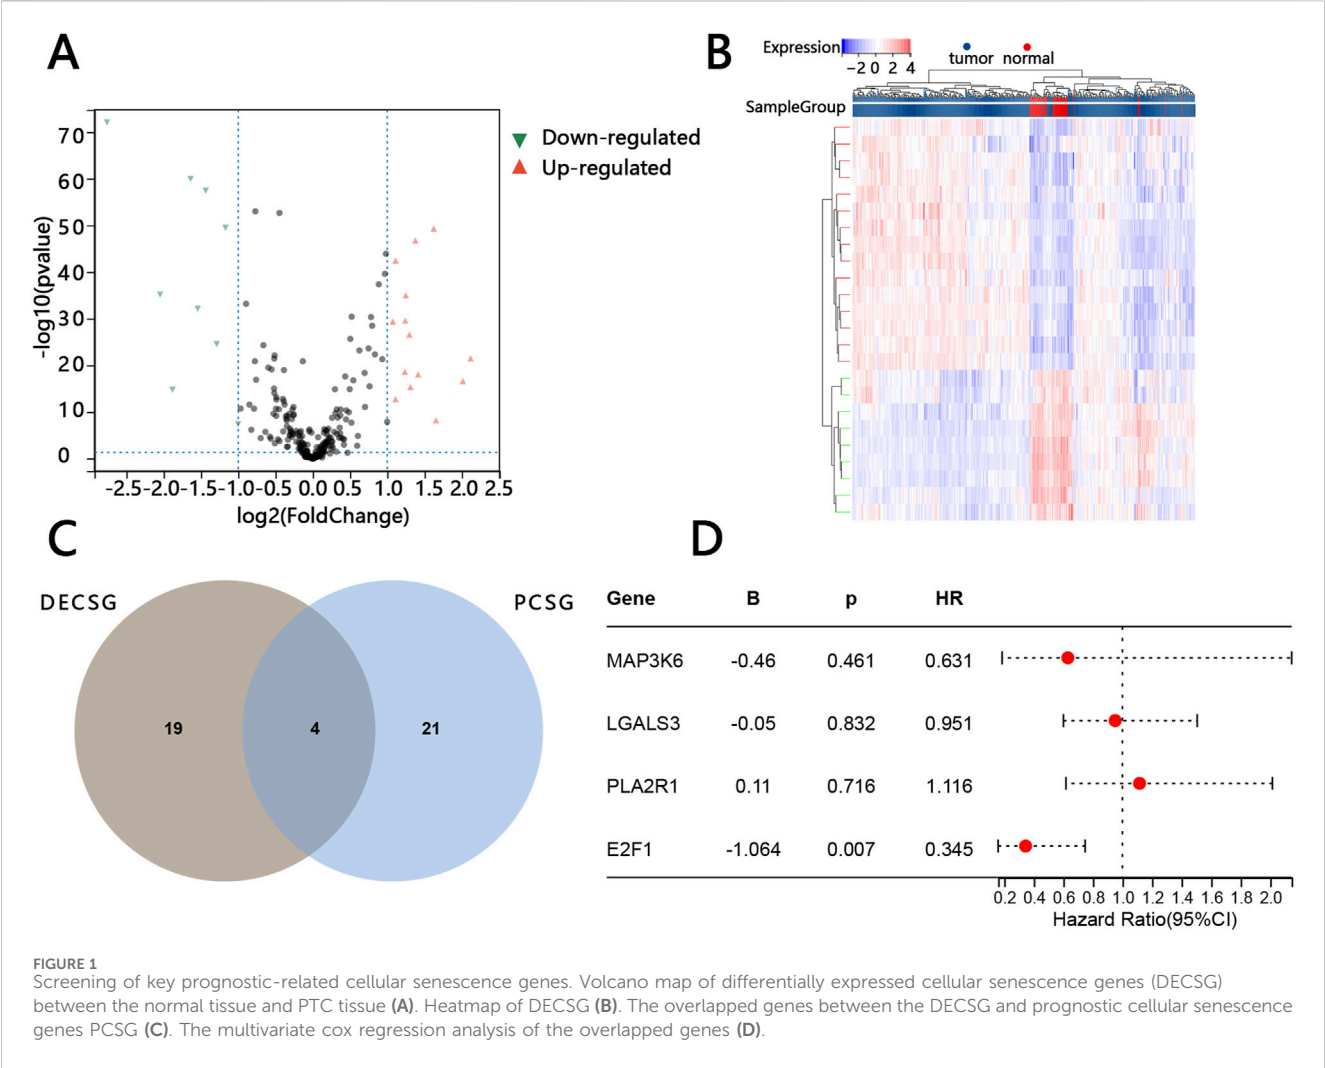 A
-log10(pvalue)
70
60
50
40
30
20
10
0
-2.5 -2.0 -1.5 -1.0 -0.5 0.0 0.5 1.0 1.5 2.0 2.5
log2(FoldChange)
Down-regulated
Up-regulated
B
Expression
−2 0 2 4
tumor normal
SampleGroup
C
DECSG
PCSG
19 4 21
D
Gene B p HR
MAP3K6 -0.46 0.461 0.631
LGALS3 -0.05 0.832 0.951
PLA2R1 0.11 0.716 1.116
E2F1 -1.064 0.007 0.345
0.2 0.4 0.6 0.8 1.0 1.2 1.4 1.6 1.8 2.0
Hazard Ratio(95%CI)
FIGURE 1
Screening of key prognostic-related cellular senescence genes. Volcano map of differentially expressed cellular senescence genes (DECSG)
between the normal tissue and PTC tissue (A). Heatmap of DECSG (B). The overlapped genes between the DECSG and prognostic cellular senescence
genes PCSG (C). The multivariate cox regression analysis of the overlapped genes (D).